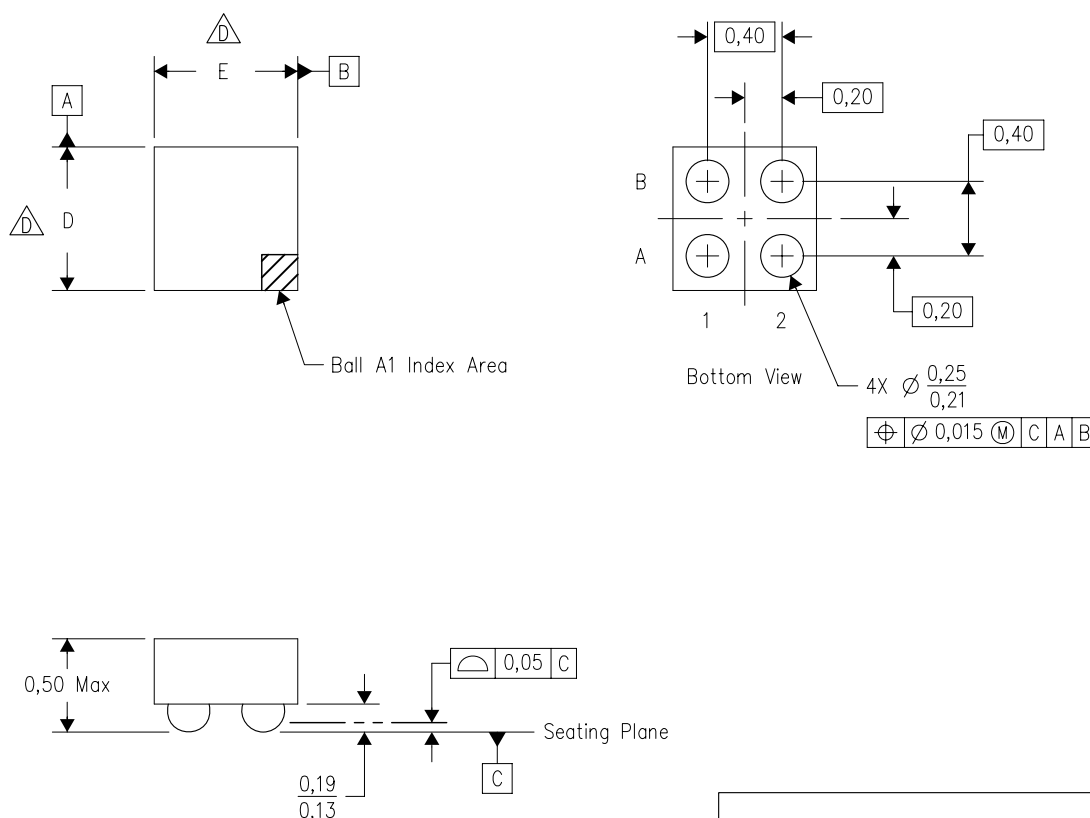 D
E
B
A
D
D
Ball A1 Index Area
0,40
0,20
0,40
B
A
0,20
1 2
Bottom View
4X Ø 0,25
0,21
⌖ Ø 0,015 Ⓜ C A B
0,50 Max
⌓ 0,05 C
Seating Plane
C
0,19
0,13